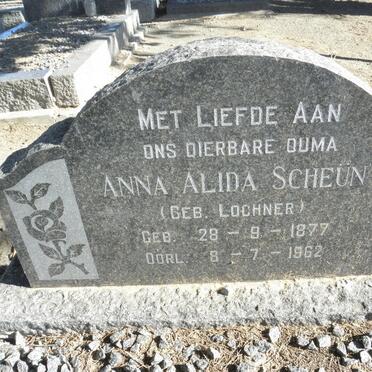 MET LIEFDE AAN
ONS DIERBARE OUMA
ANNA ALIDA SCHEÜN
(GEB. LOCHNER)
GEB. 28-9-1877
OORL. 8-7-1962